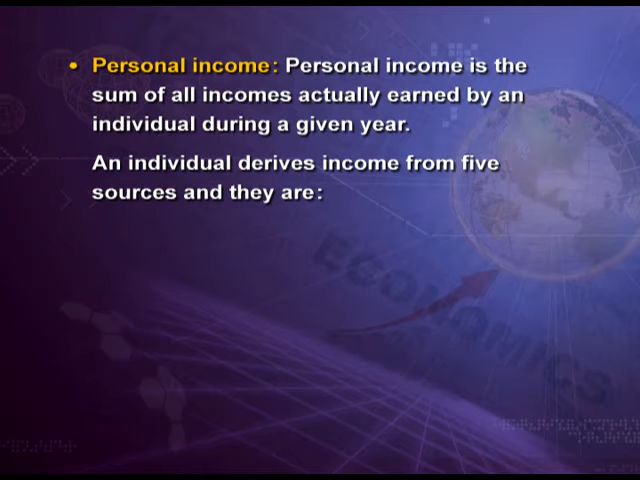 • Personal income: Personal income is the
sum of all incomes actually earned by an
individual during a given year.
An individual derives income from five
sources and they are:
ECONOMICS